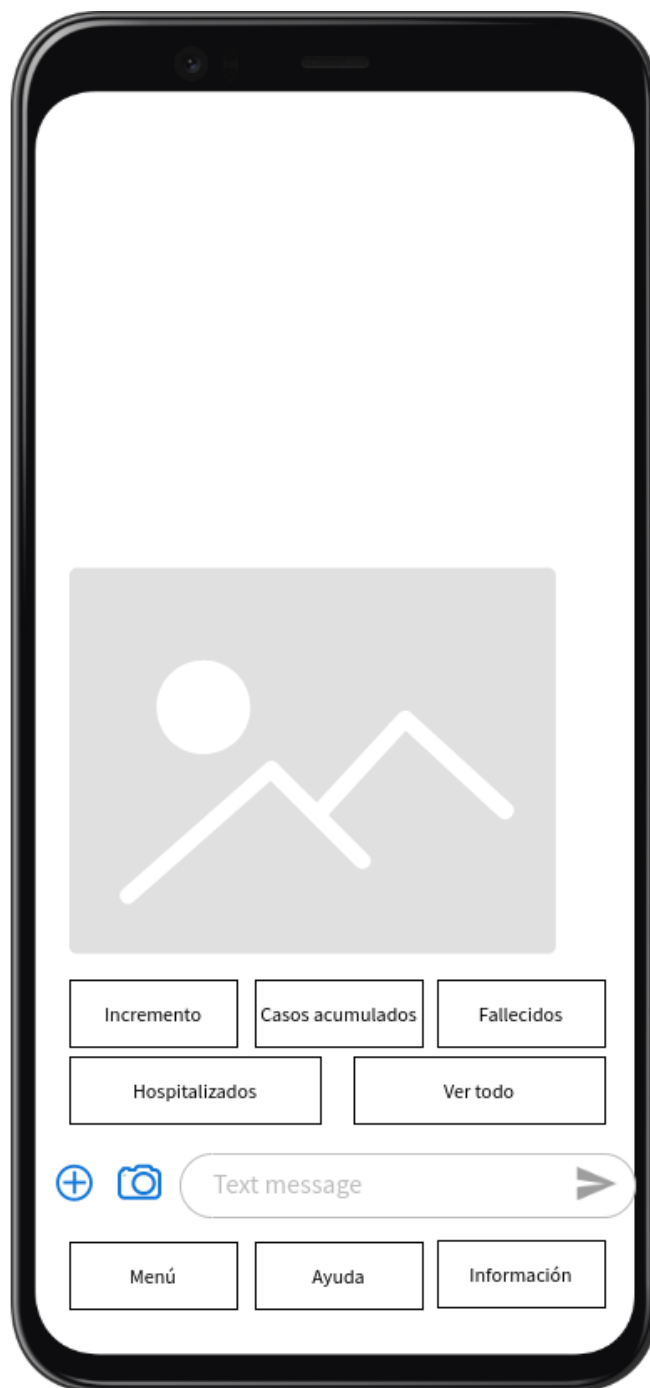 Incremento
Casos acumulados
Fallecidos
Hospitalizados
Ver todo
Text message
Menú
Ayuda
Información